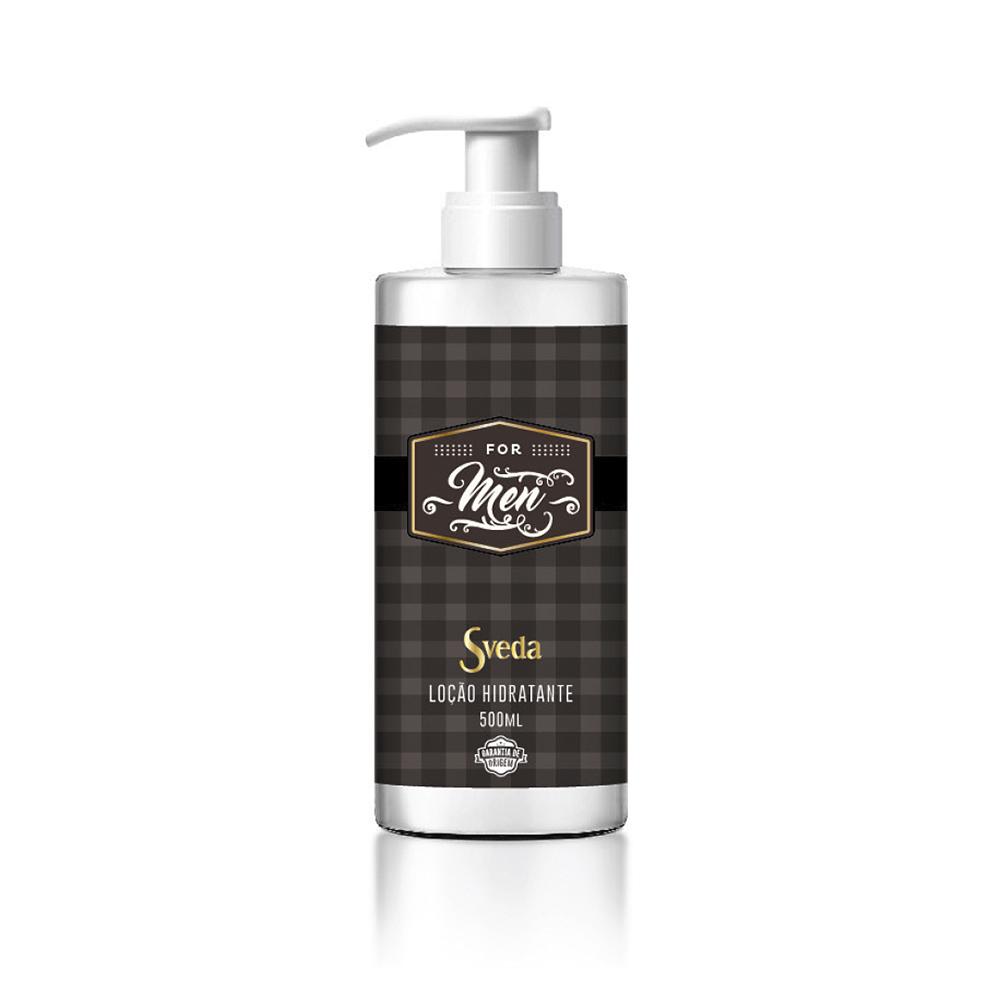 FOR
Men
Sveda
LOÇÃO HIDRATANTE
500ML
GARANTIA DE
ORIGEM